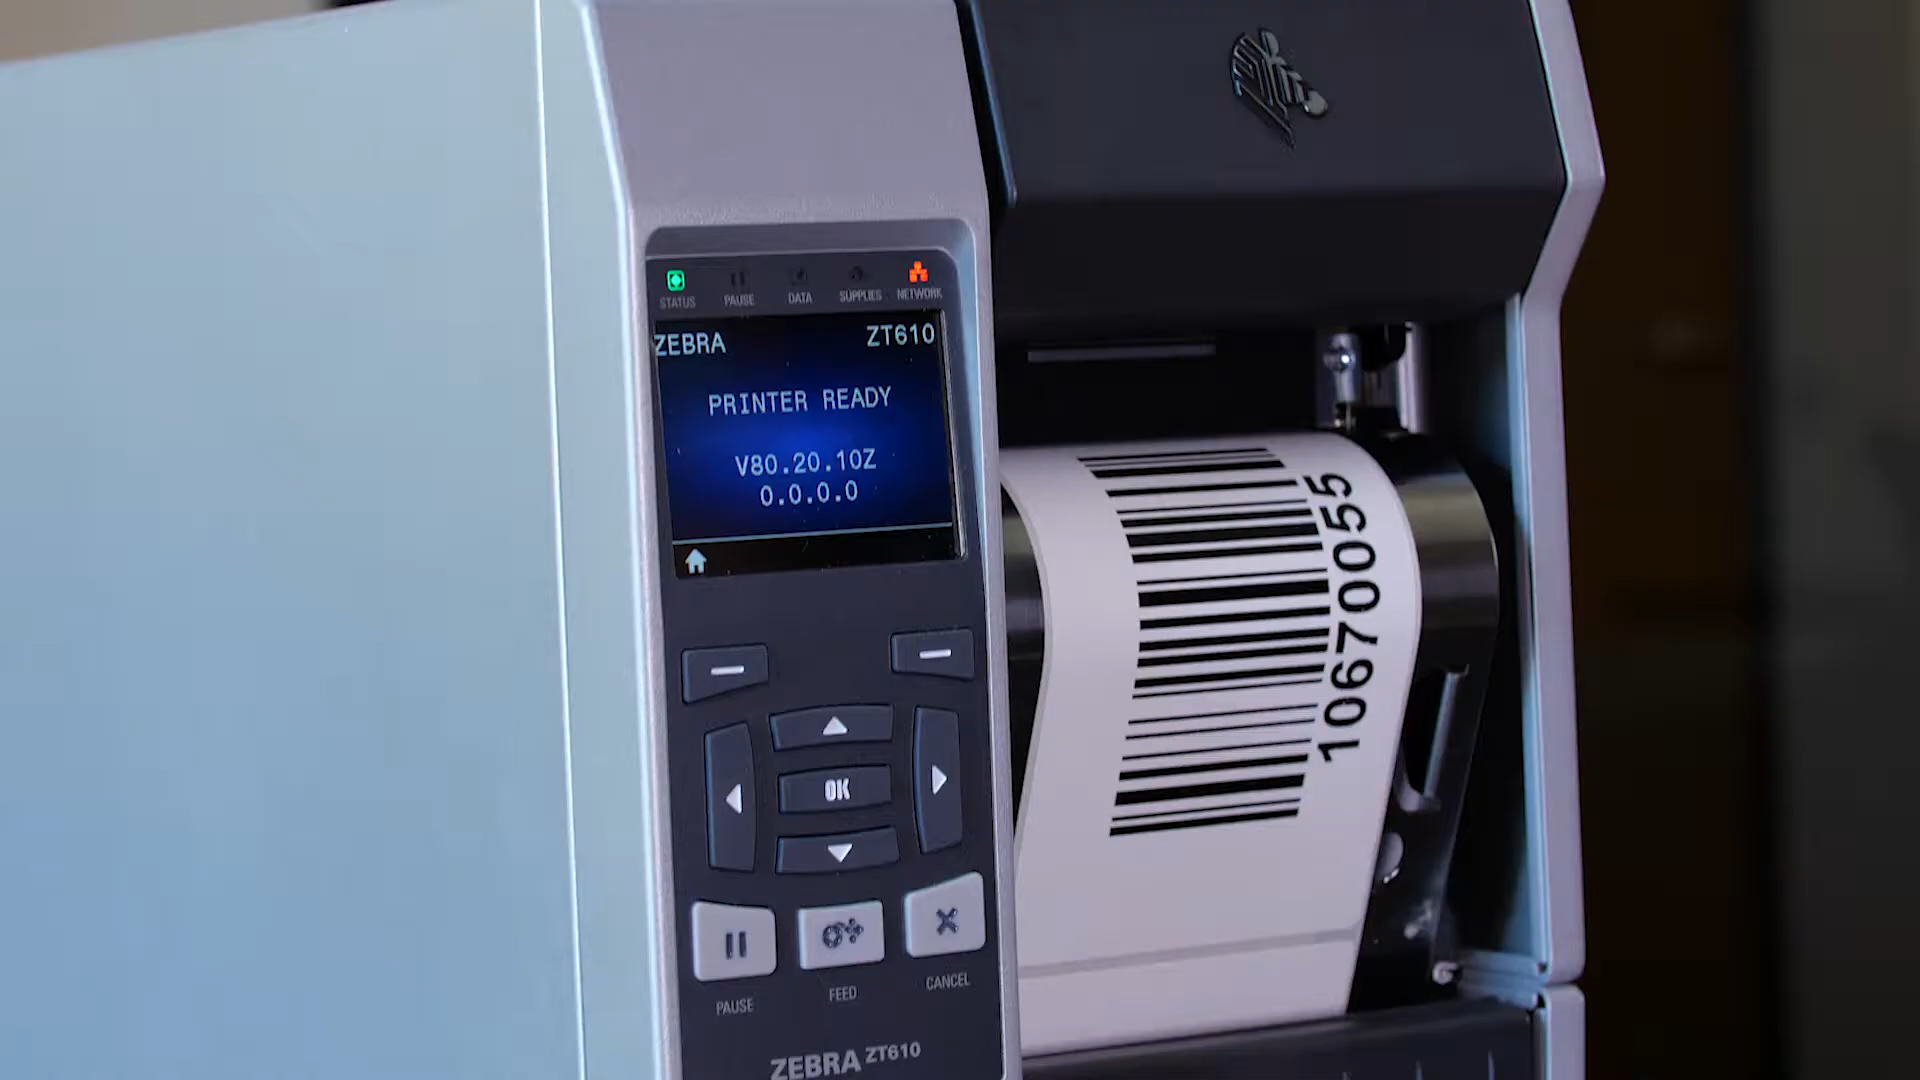 STATUS PAUSE DATA SUPPLIES NETWORK
ZEBRA ZT610
PRINTER READY
V80.20.10Z
0.0.0.0
OK
PAUSE FEED CANCEL
ZEBRA ZT610
10670055